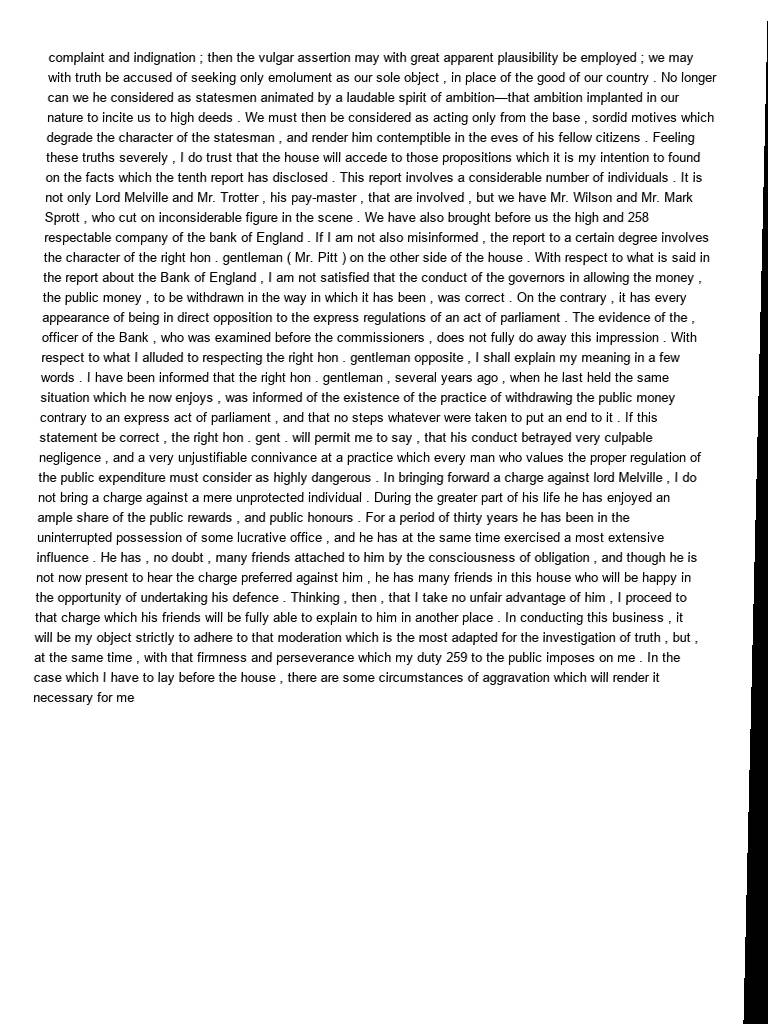 complaint and indignation ; then the vulgar assertion may with great apparent plausibility be employed ; we may
with truth be accused of seeking only emolument as our sole object , in place of the good of our country . No longer
can we he considered as statesmen animated by a laudable spirit of ambition—that ambition implanted in our
nature to incite us to high deeds . We must then be considered as acting only from the base , sordid motives which
degrade the character of the statesman , and render him contemptible in the eves of his fellow citizens . Feeling
these truths severely , I do trust that the house will accede to those propositions which it is my intention to found
on the facts which the tenth report has disclosed . This report involves a considerable number of individuals . It is
not only Lord Melville and Mr. Trotter , his pay-master , that are involved , but we have Mr. Wilson and Mr. Mark
Sprott , who cut on inconsiderable figure in the scene . We have also brought before us the high and 258
respectable company of the bank of England . If I am not also misinformed , the report to a certain degree involves
the character of the right hon . gentleman ( Mr. Pitt ) on the other side of the house . With respect to what is said in
the report about the Bank of England , I am not satisfied that the conduct of the governors in allowing the money ,
the public money , to be withdrawn in the way in which it has been , was correct . On the contrary , it has every
appearance of being in direct opposition to the express regulations of an act of parliament . The evidence of the ,
officer of the Bank , who was examined before the commissioners , does not fully do away this impression . With
respect to what I alluded to respecting the right hon . gentleman opposite , I shall explain my meaning in a few
words . I have been informed that the right hon . gentleman , several years ago , when he last held the same
situation which he now enjoys , was informed of the existence of the practice of withdrawing the public money
contrary to an express act of parliament , and that no steps whatever were taken to put an end to it . If this
statement be correct , the right hon . gent . will permit me to say , that his conduct betrayed very culpable
negligence , and a very unjustifiable connivance at a practice which every man who values the proper regulation of
the public expenditure must consider as highly dangerous . In bringing forward a charge against lord Melville , I do
not bring a charge against a mere unprotected individual . During the greater part of his life he has enjoyed an
ample share of the public rewards , and public honours . For a period of thirty years he has been in the
uninterrupted possession of some lucrative office , and he has at the same time exercised a most extensive
influence . He has , no doubt , many friends attached to him by the consciousness of obligation , and though he is
not now present to hear the charge preferred against him , he has many friends in this house who will be happy in
the opportunity of undertaking his defence . Thinking , then , that I take no unfair advantage of him , I proceed to
that charge which his friends will be fully able to explain to him in another place . In conducting this business , it
will be my object strictly to adhere to that moderation which is the most adapted for the investigation of truth , but ,
at the same time , with that firmness and perseverance which my duty 259 to the public imposes on me . In the
case which I have to lay before the house , there are some circumstances of aggravation which will render it
necessary for me